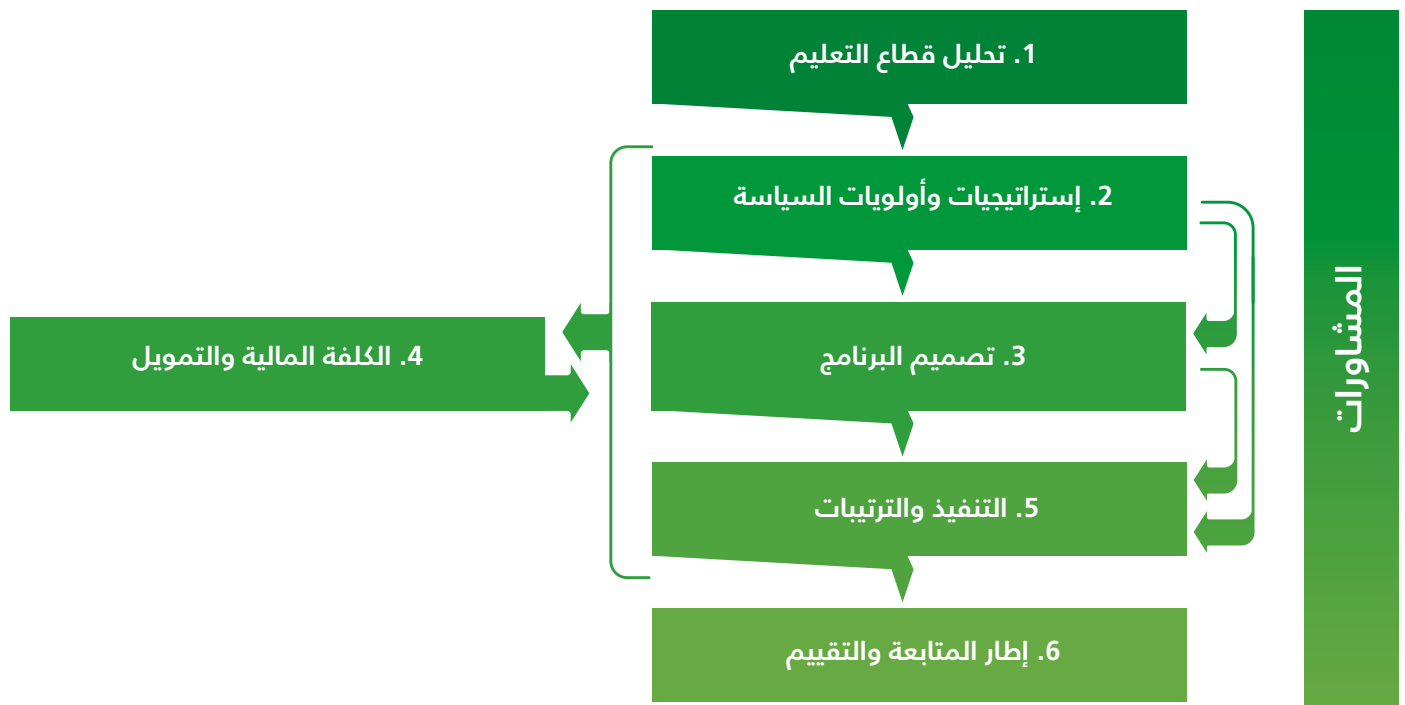 1. تحليل قطاع التعليم
2. إستراتيجيات وأولويات السياسة
3. تصميم البرنامج
4. الكلفة المالية والتمويل
5. التنفيذ والترتيبات
6. إطار المتابعة والتقييم
المشاورات